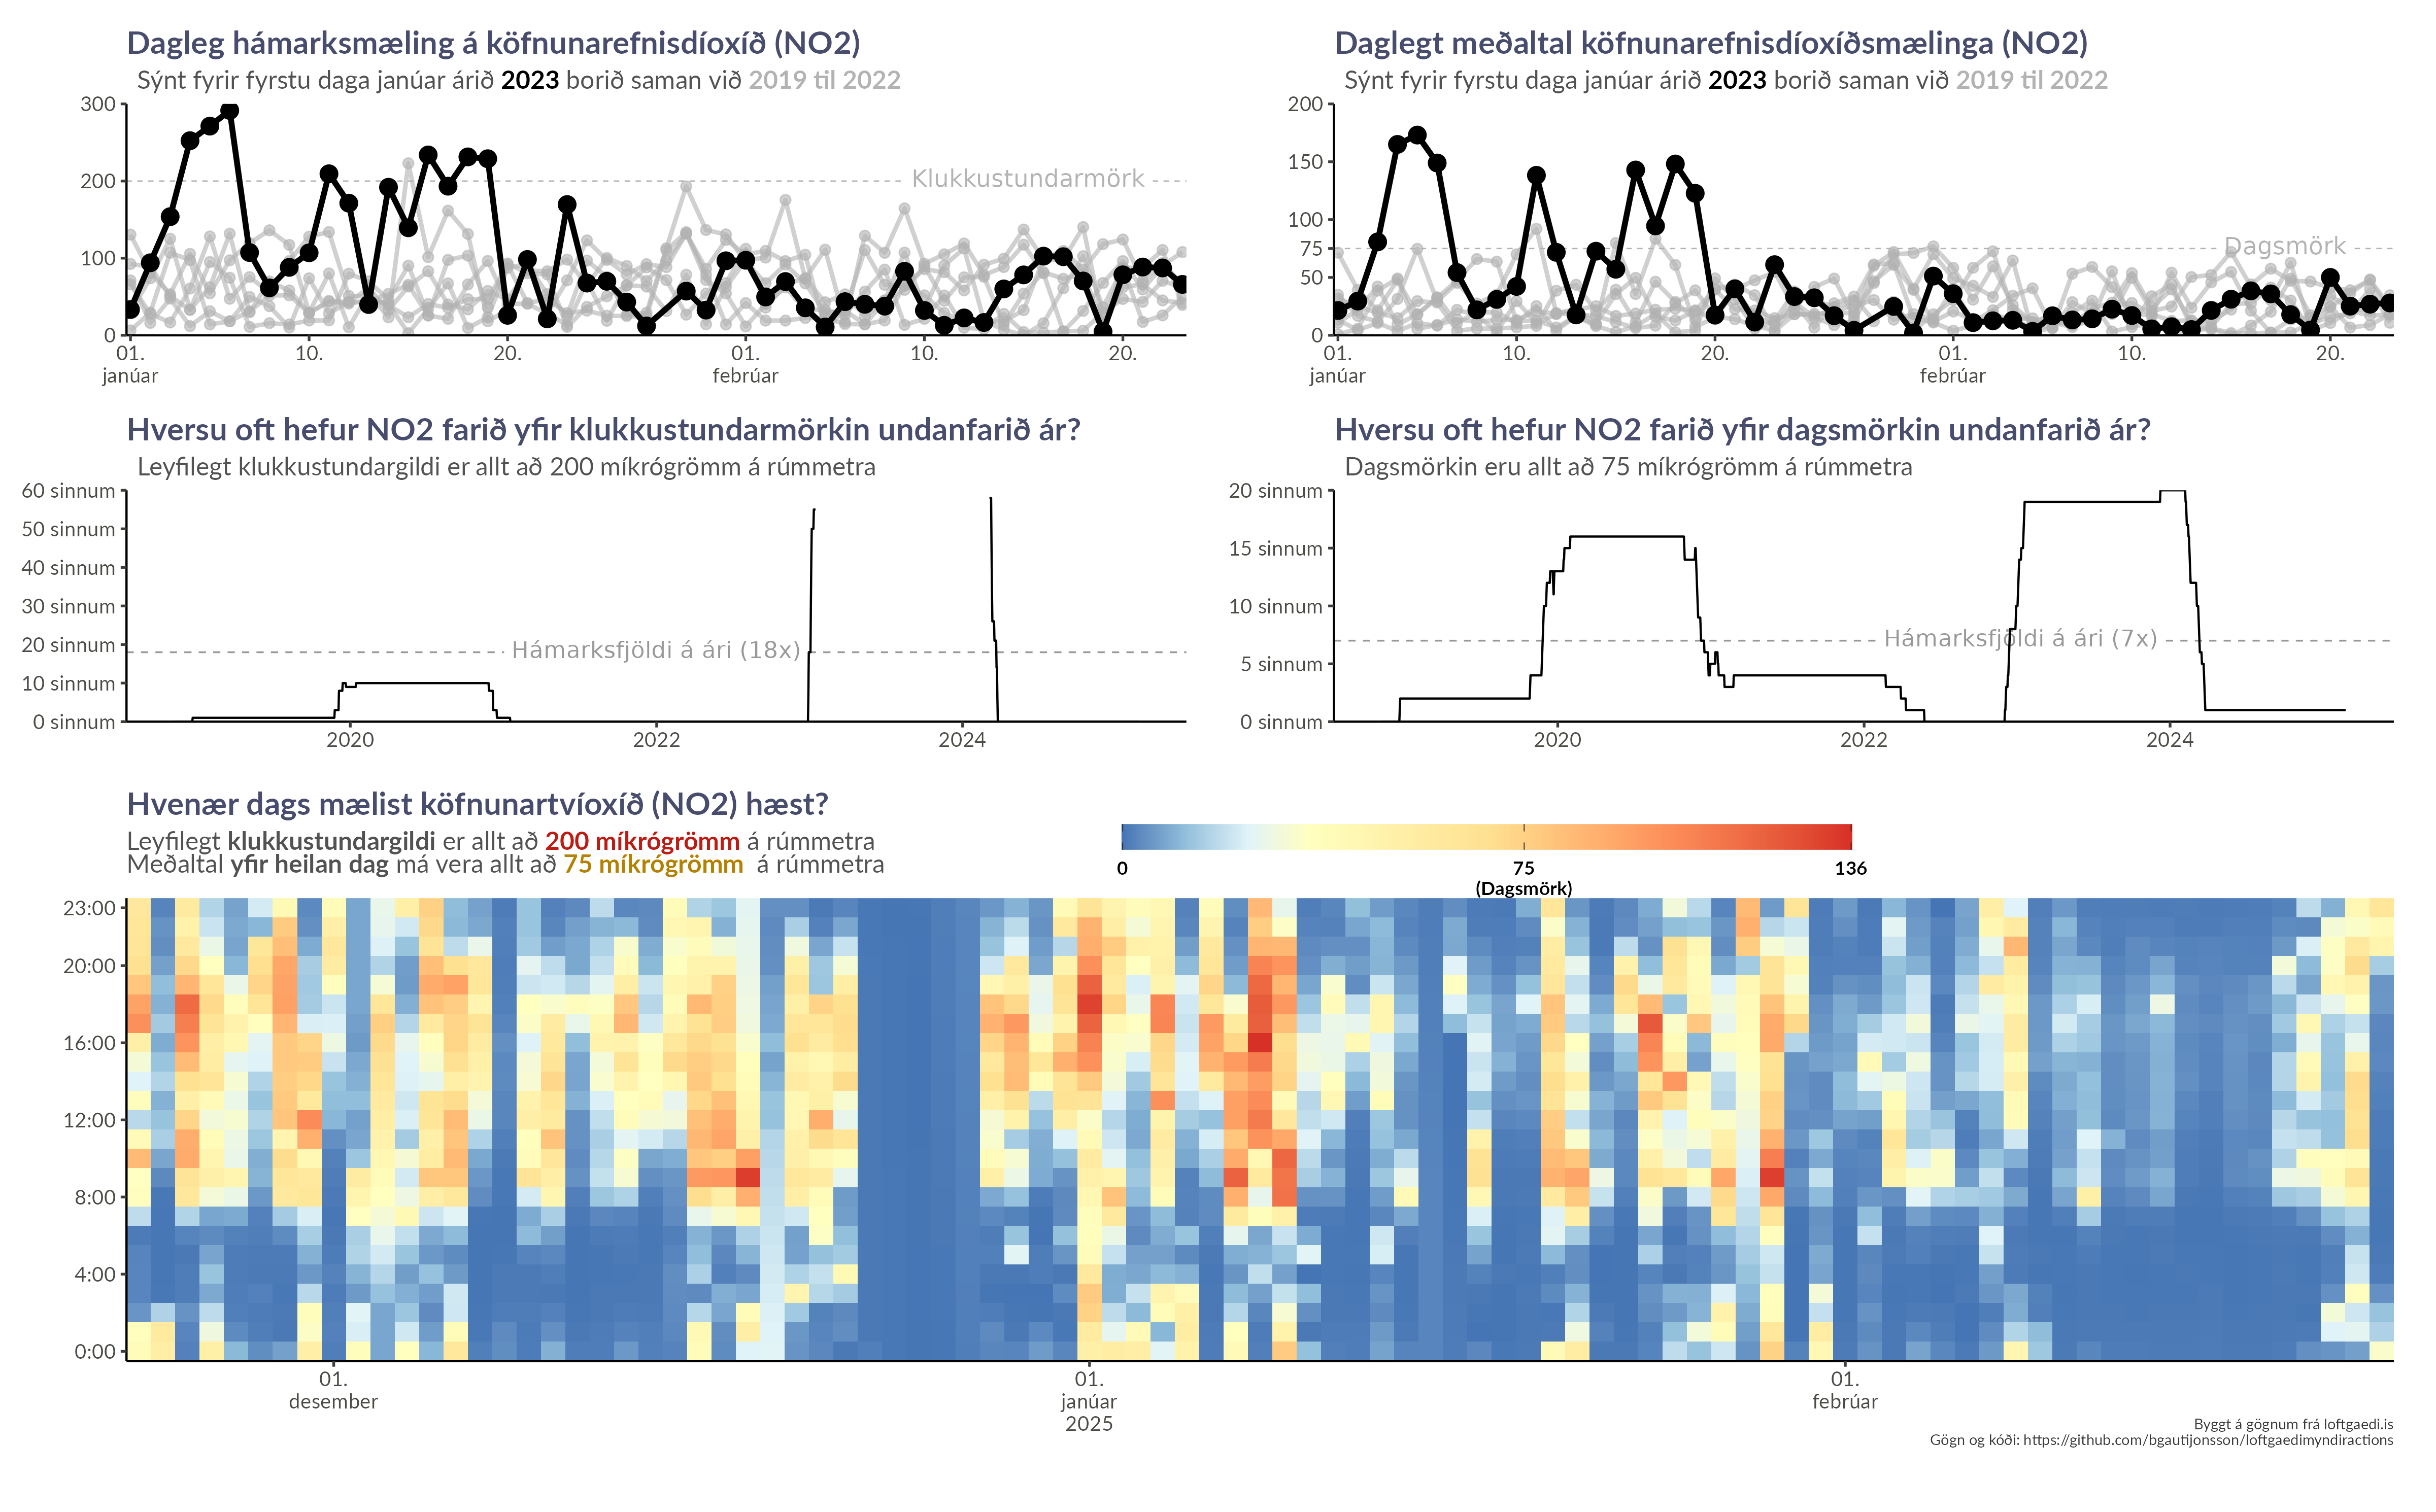 Dagleg hámarksmæling á köfnunarefnisdíoxíð (NO2)
Sýnt fyrir fyrstu daga janúar árið 2023 borið saman við 2019 til 2022
300
200
100
0
Klukkustundarmörk
01. 10. 20. 01. 10. 20.
janúar febrúar
Daglegt meðaltal köfnunarefnisdíoxíðsmælinga (NO2)
Sýnt fyrir fyrstu daga janúar árið 2023 borið saman við 2019 til 2022
200
150
100
75
50
0
Dagsmörk
01. 10. 20. 01. 10. 20.
janúar febrúar
Hversu oft hefur NO2 farið yfir klukkustundarmörkin undanfarið ár?
Leyfilegt klukkustundargildi er allt að 200 míkrógrömm á rúmmetra
60 sinnum
50 sinnum
40 sinnum
30 sinnum
20 sinnum
10 sinnum
0 sinnum
Hámarksfjöldi á ári (18x)
2020 2022 2024
Hversu oft hefur NO2 farið yfir dagsmörkin undanfarið ár?
Dagsmörkin eru allt að 75 míkrógrömm á rúmmetra
20 sinnum
15 sinnum
10 sinnum
5 sinnum
0 sinnum
Hámarksfjöldi á ári (7x)
2020 2022 2024
Hvenær dags mælist köfnunartvíoxíð (NO2) hæst?
Leyfilegt klukkustundargildi er allt að 200 míkrógrömm á rúmmetra
Meðaltal yfir heilan dag má vera allt að 75 míkrógrömm á rúmmetra
0 75 136
(Dagsmörk)
23:00
20:00
16:00
12:00
8:00
4:00
0:00
01. 01. 01.
desember janúar febrúar
2025
Byggt á gögnum frá loftgaedi.is
Gögn og kóði: https://github.com/bgautijonsson/loftgaedimyndiractions